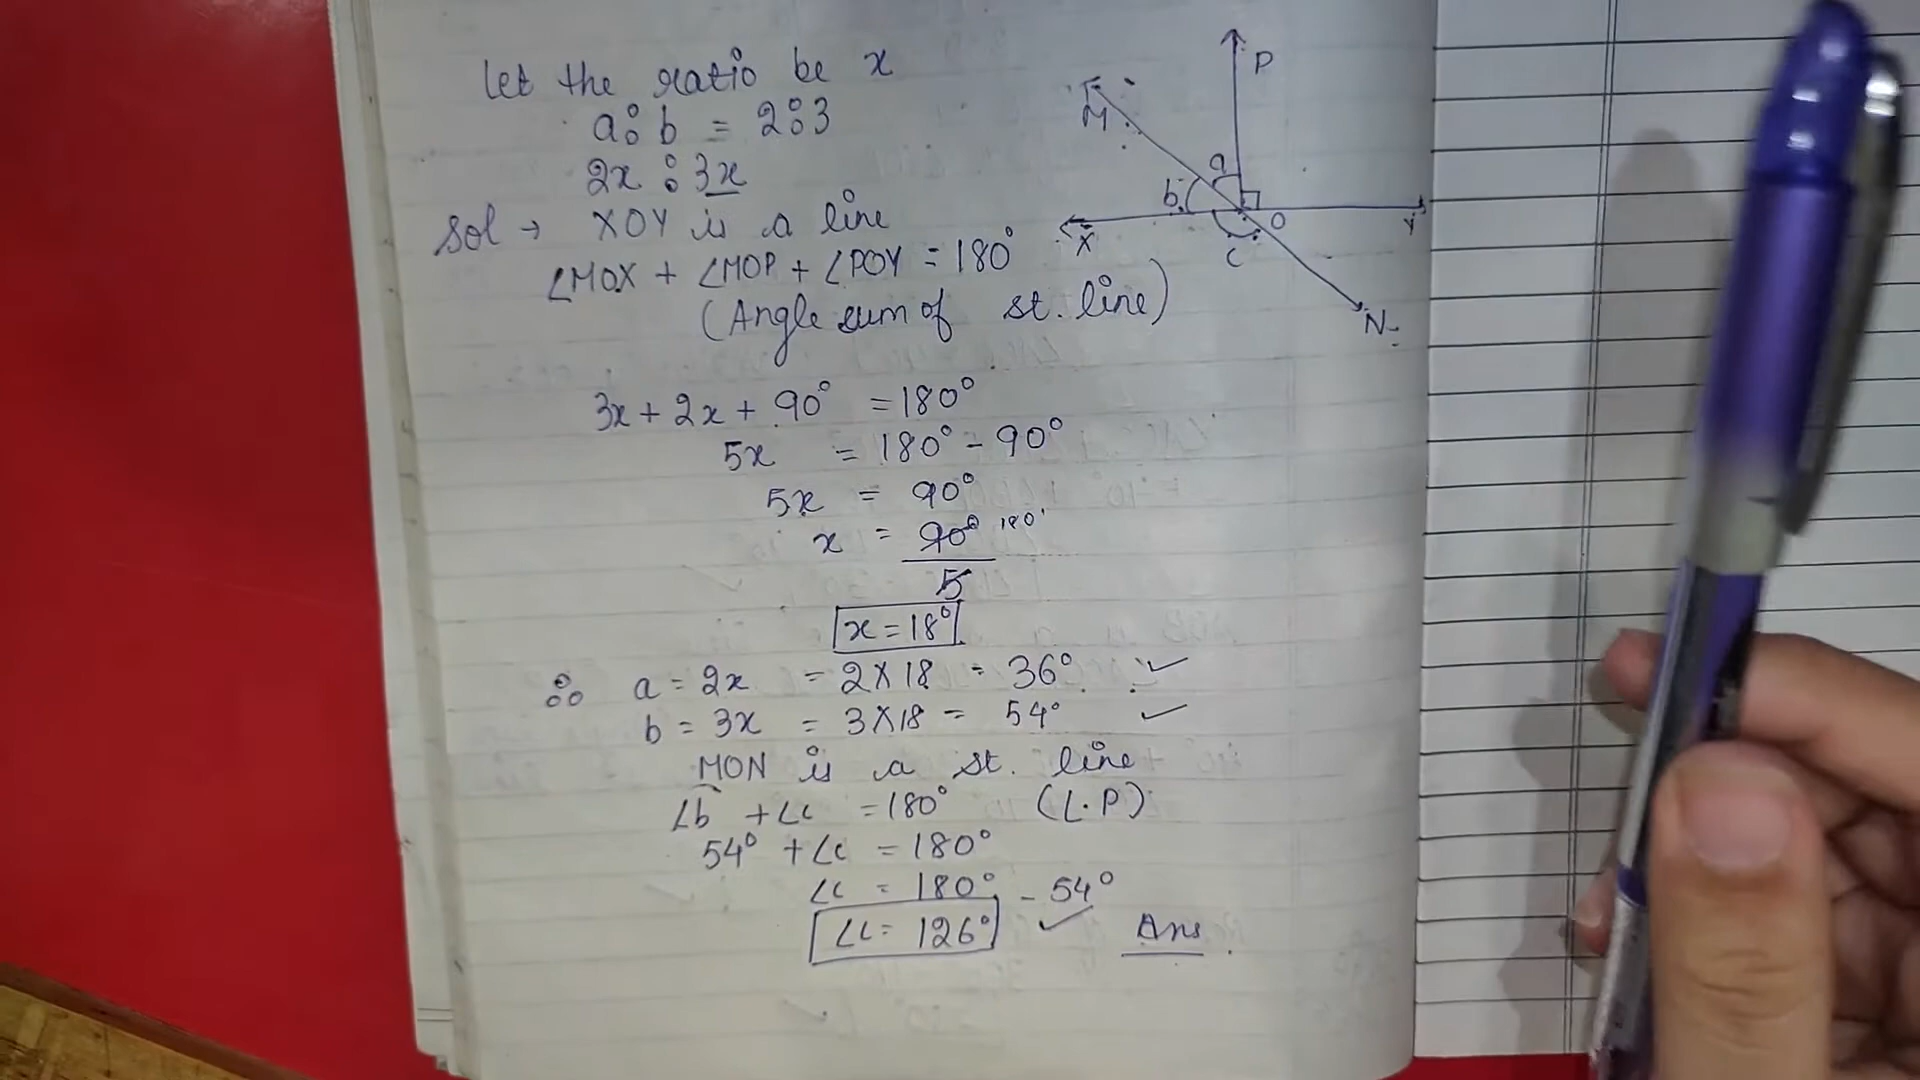 Let the ratio be x
a:b = 2:3
2x : 3x
Sol → XOY is a line
∠MOX + ∠MOP + ∠POY = 180°
(Angle sum of st. line)
3x + 2x + 90° = 180°
5x = 180° - 90°
5x = 90°
x = 90° 18°
5
x = 18°
∴ a = 2x = 2×18 = 36° ✓
b = 3x = 3×18 = 54° ✓
MON is a st. line
∠b + ∠c = 180° (L.P)
54° + ∠c = 180°
∠c = 180° - 54°
∠c = 126° ✓ Ans.
P
M
a
b
X
O
Y
C
N